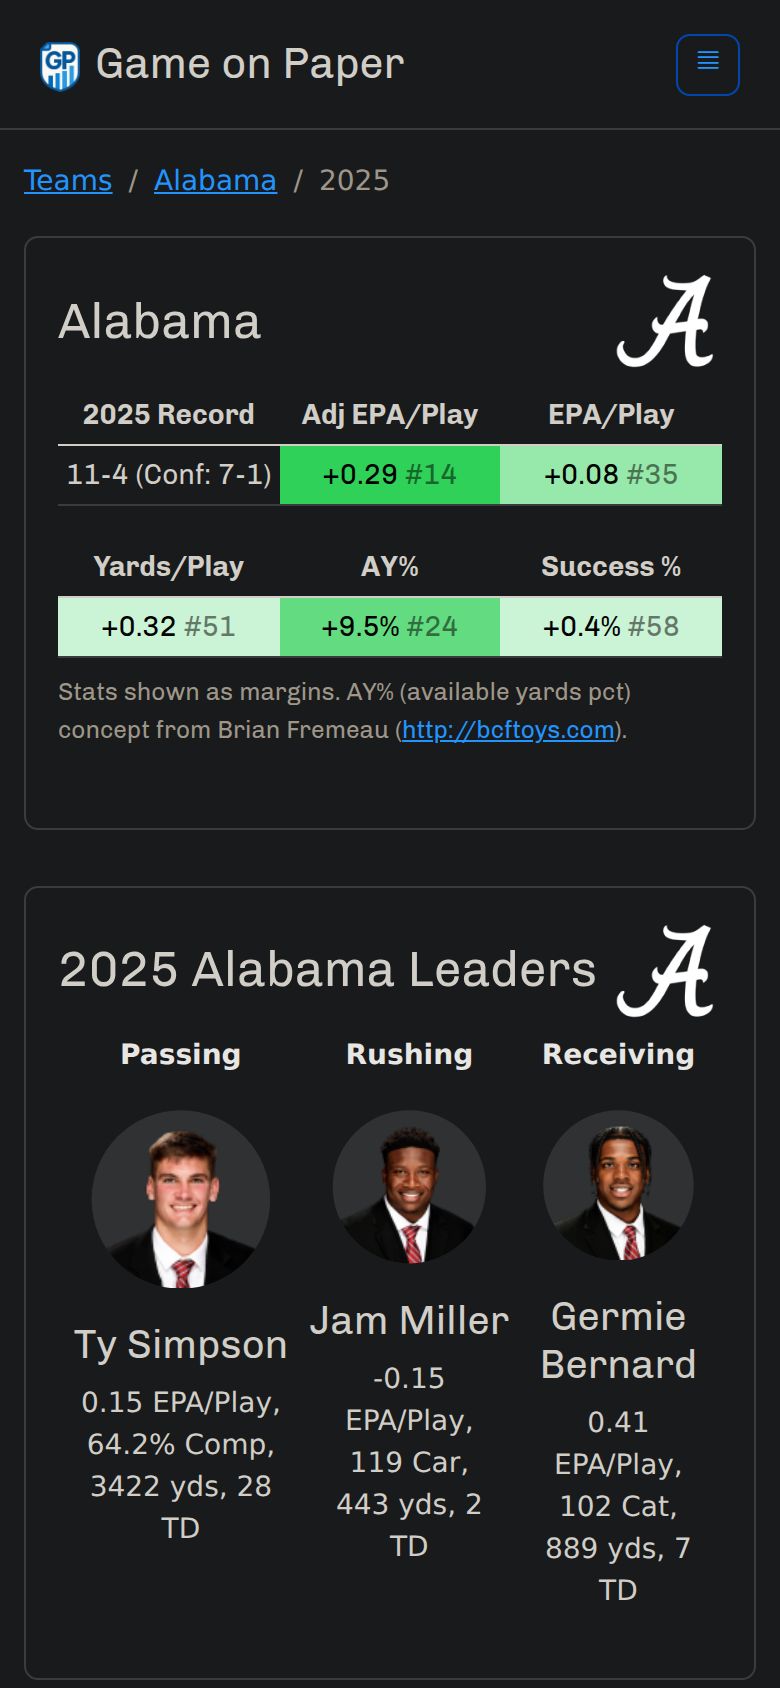 GP Game on Paper
Teams / Alabama / 2025
Alabama
2025 Record Adj EPA/Play EPA/Play
11-4 (Conf: 7-1) +0.29 #14 +0.08 #35
Yards/Play AY% Success %
+0.32 #51 +9.5% #24 +0.4% #58
Stats shown as margins. AY% (available yards pct)
concept from Brian Fremeau (http://bcftoys.com).
2025 Alabama Leaders
Passing
Ty Simpson
0.15 EPA/Play,
64.2% Comp,
3422 yds, 28
TD
Rushing
Jam Miller
-0.15
EPA/Play,
119 Car,
443 yds, 2
TD
Receiving
Germie
Bernard
0.41
EPA/Play,
102 Cat,
889 yds, 7
TD